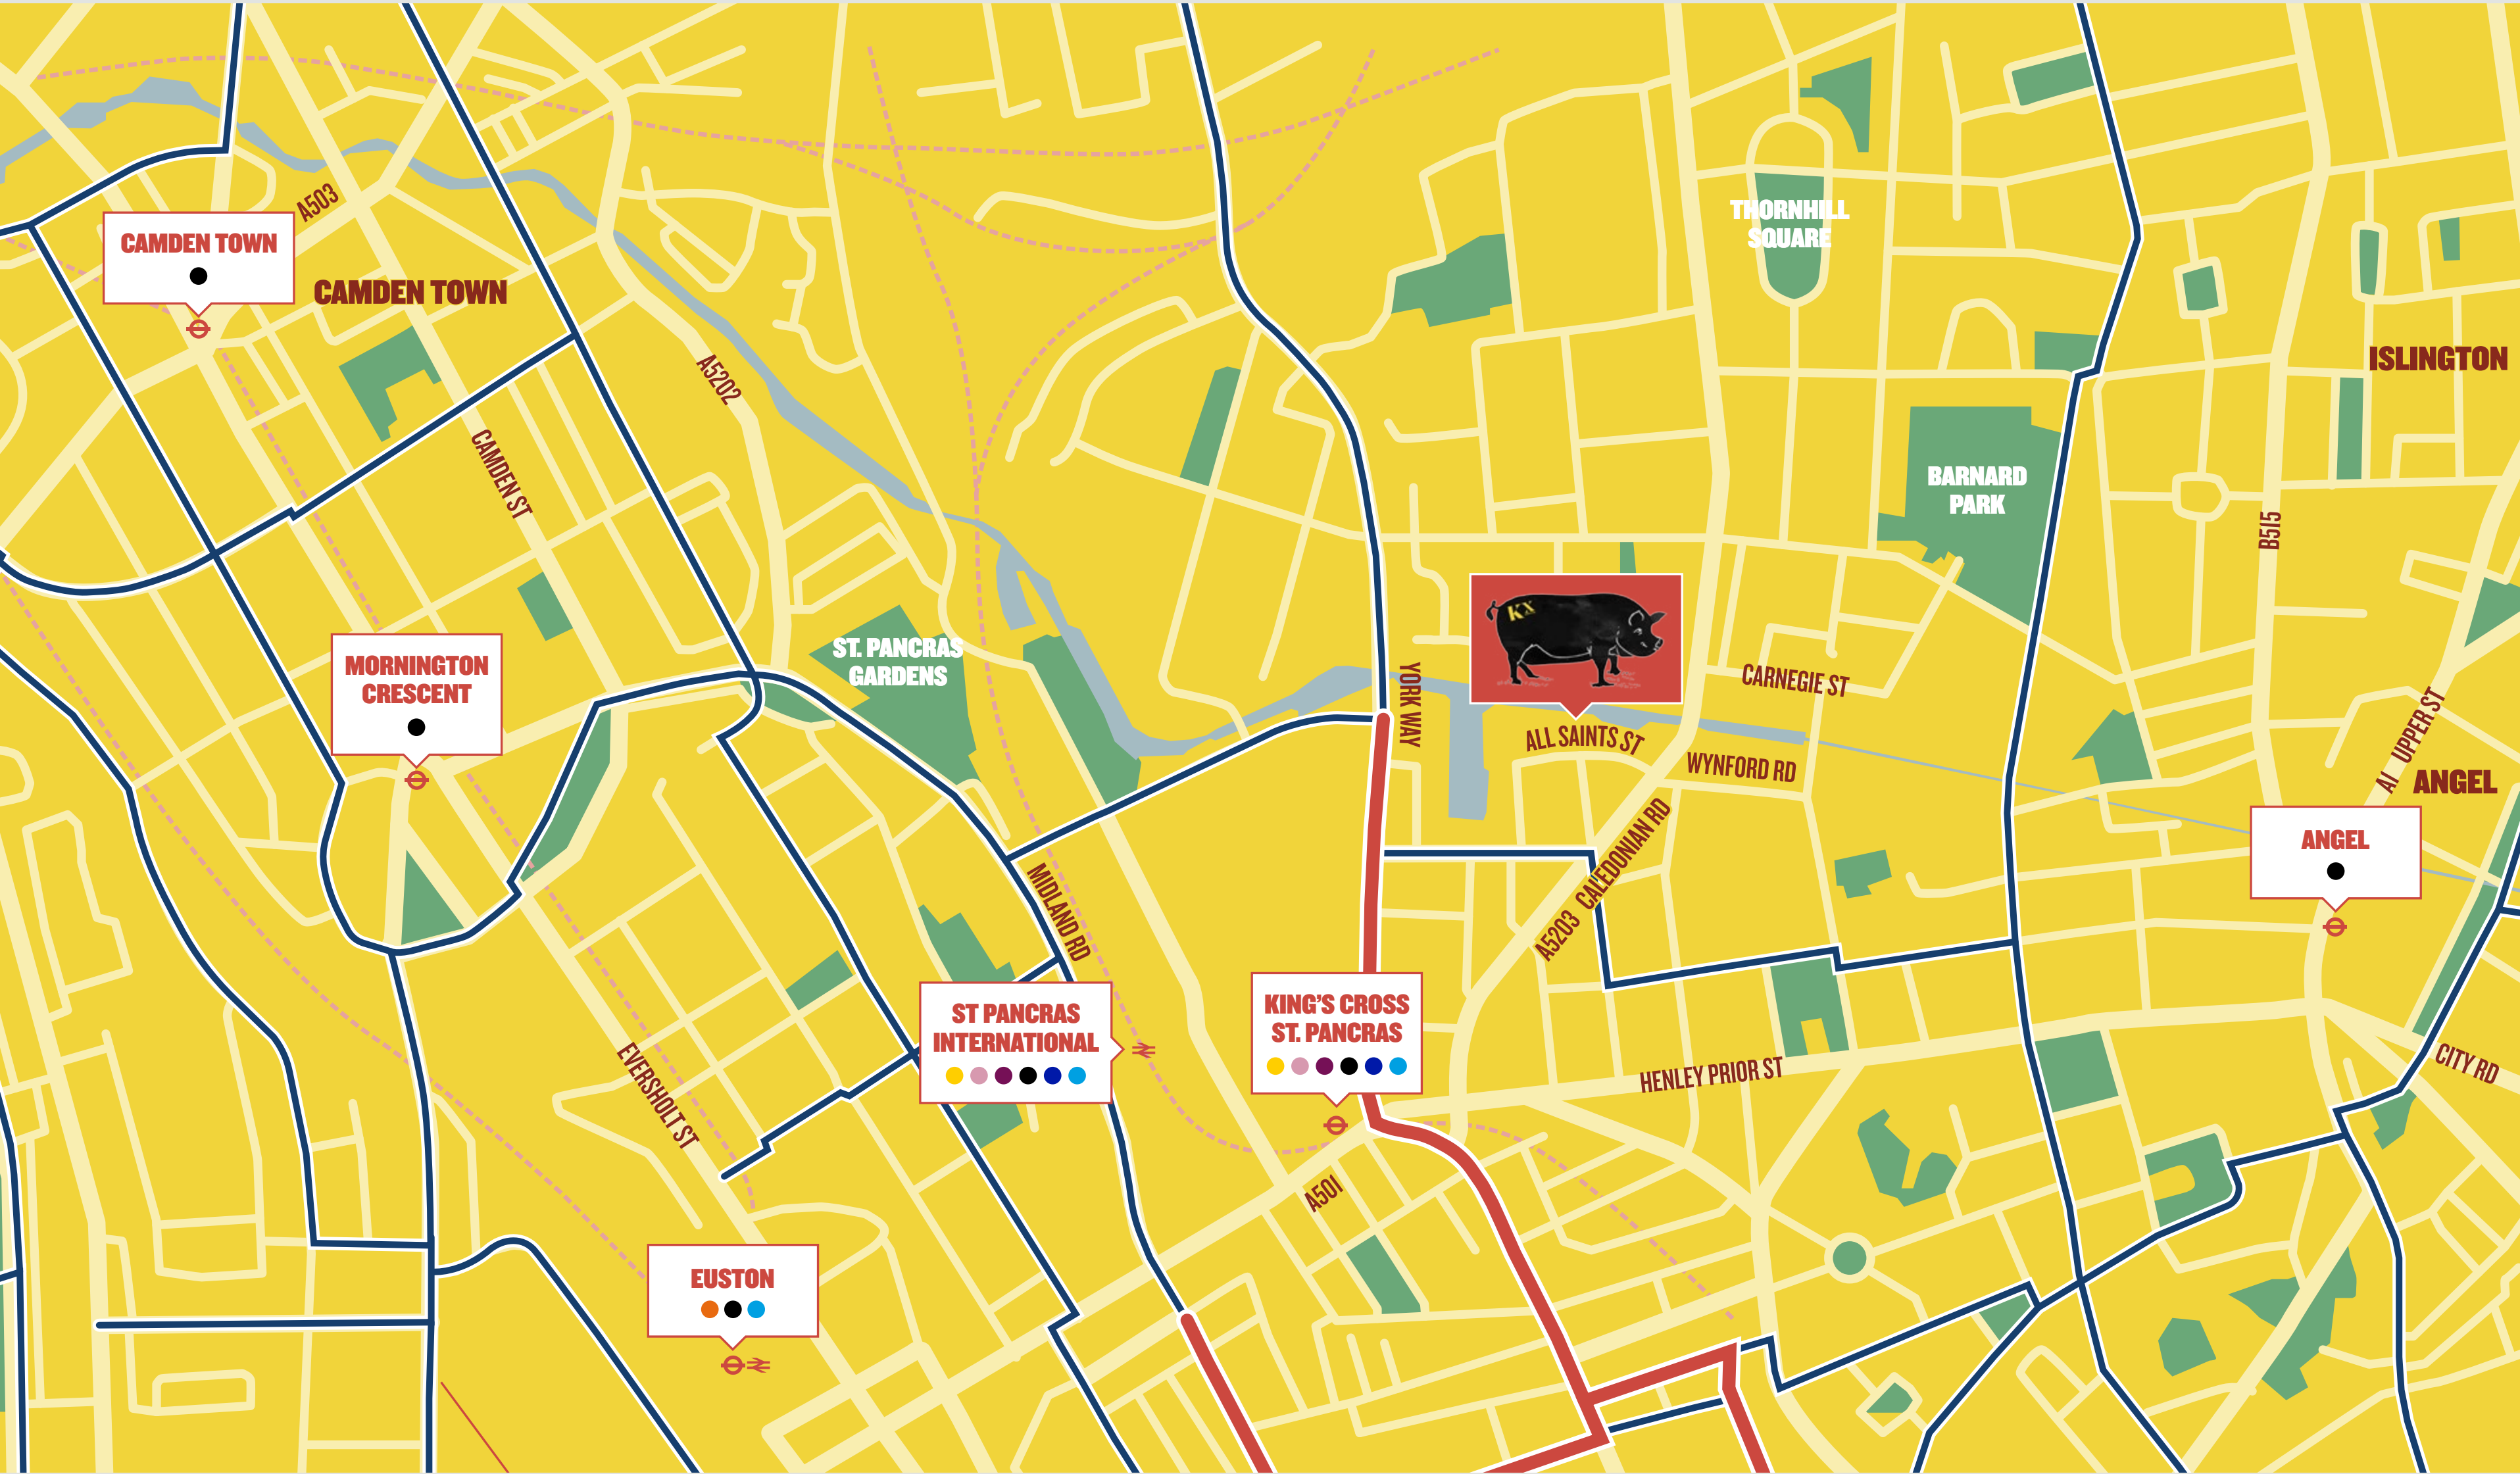 A503
CAMDEN TOWN
CAMDEN TOWN
THORNHILL
SQUARE
ISLINGTON
A5202
CAMDEN ST
BARNARD
PARK
B515
KX
MORNINGTON
CRESCENT
ST. PANCRAS
GARDENS
YORK WAY
CARNEGIE ST
ALL SAINTS ST
WYNFORD RD
A1 UPPER ST
ANGEL
ANGEL
A5203 CALEDONIAN RD
MIDLAND RD
ST PANCRAS
INTERNATIONAL
KING'S CROSS
ST. PANCRAS
HENLEY PRIOR ST
CITY RD
EVERSHOLT ST
A501
EUSTON